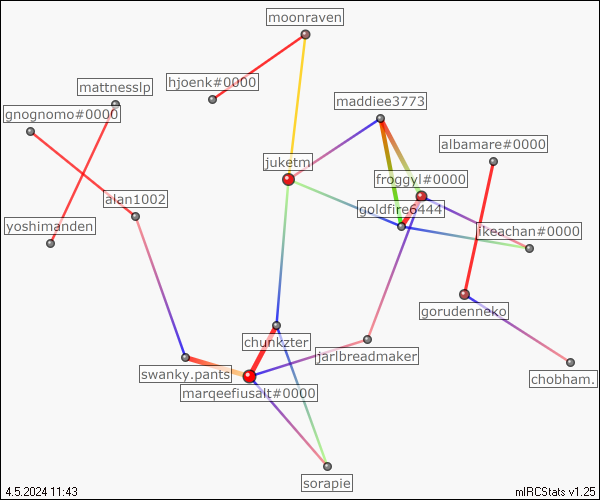 moonraven
hjoenk#0000
mattnesslp
maddiee3773
gnognomo#0000
albamare#0000
juketm
froggyl#0000
alan1002
goldfire6444
yoshimanden
ikeachan#0000
gorudenneko
chunkzter
jarlbreadmaker
swanky.pants
chobham.
marqeefiusalt#0000
sorapie
4.5.2024 11:43
mIRCStats v1.25